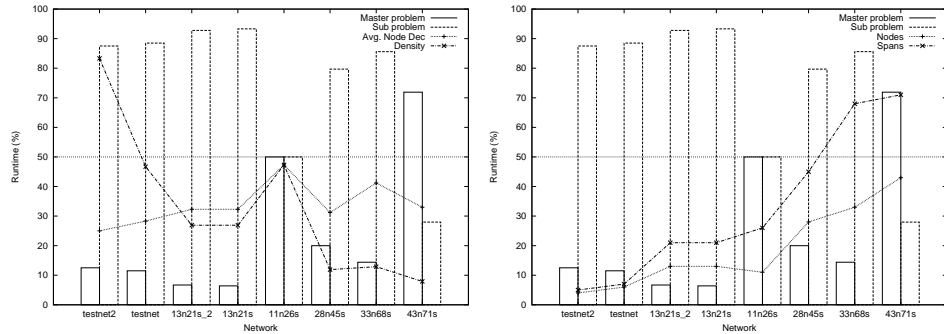 Master problem
Sub problem
Avg. Node Dec
Density
Runtime (%)
100
90
80
70
60
50
40
30
20
10
0
testnet2 testnet 13n21s_2 13n21s 11n26s 28n45s 33n68s 43n71s
Network
Master problem
Sub problem
Nodes
Spans
Runtime (%)
100
90
80
70
60
50
40
30
20
10
0
testnet2 testnet 13n21s_2 13n21s 11n26s 28n45s 33n68s 43n71s
Network